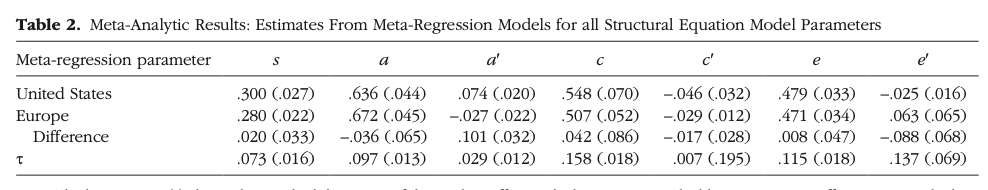 Table 2. Meta-Analytic Results: Estimates From Meta-Regression Models for all Structural Equation Model Parameters
Meta-regression parameter s a a′ c c′ e e′
United States .300 (.027) .636 (.044) .074 (.020) .548 (.070) –.046 (.032) .479 (.033) –.025 (.016)
Europe .280 (.022) .672 (.045) –.027 (.022) .507 (.052) –.029 (.012) .471 (.034) .063 (.065)
Difference .020 (.033) –.036 (.065) .101 (.032) .042 (.086) –.017 (.028) .008 (.047) –.088 (.068)
τ .073 (.016) .097 (.013) .029 (.012) .158 (.018) .007 (.195) .115 (.018) .137 (.069)